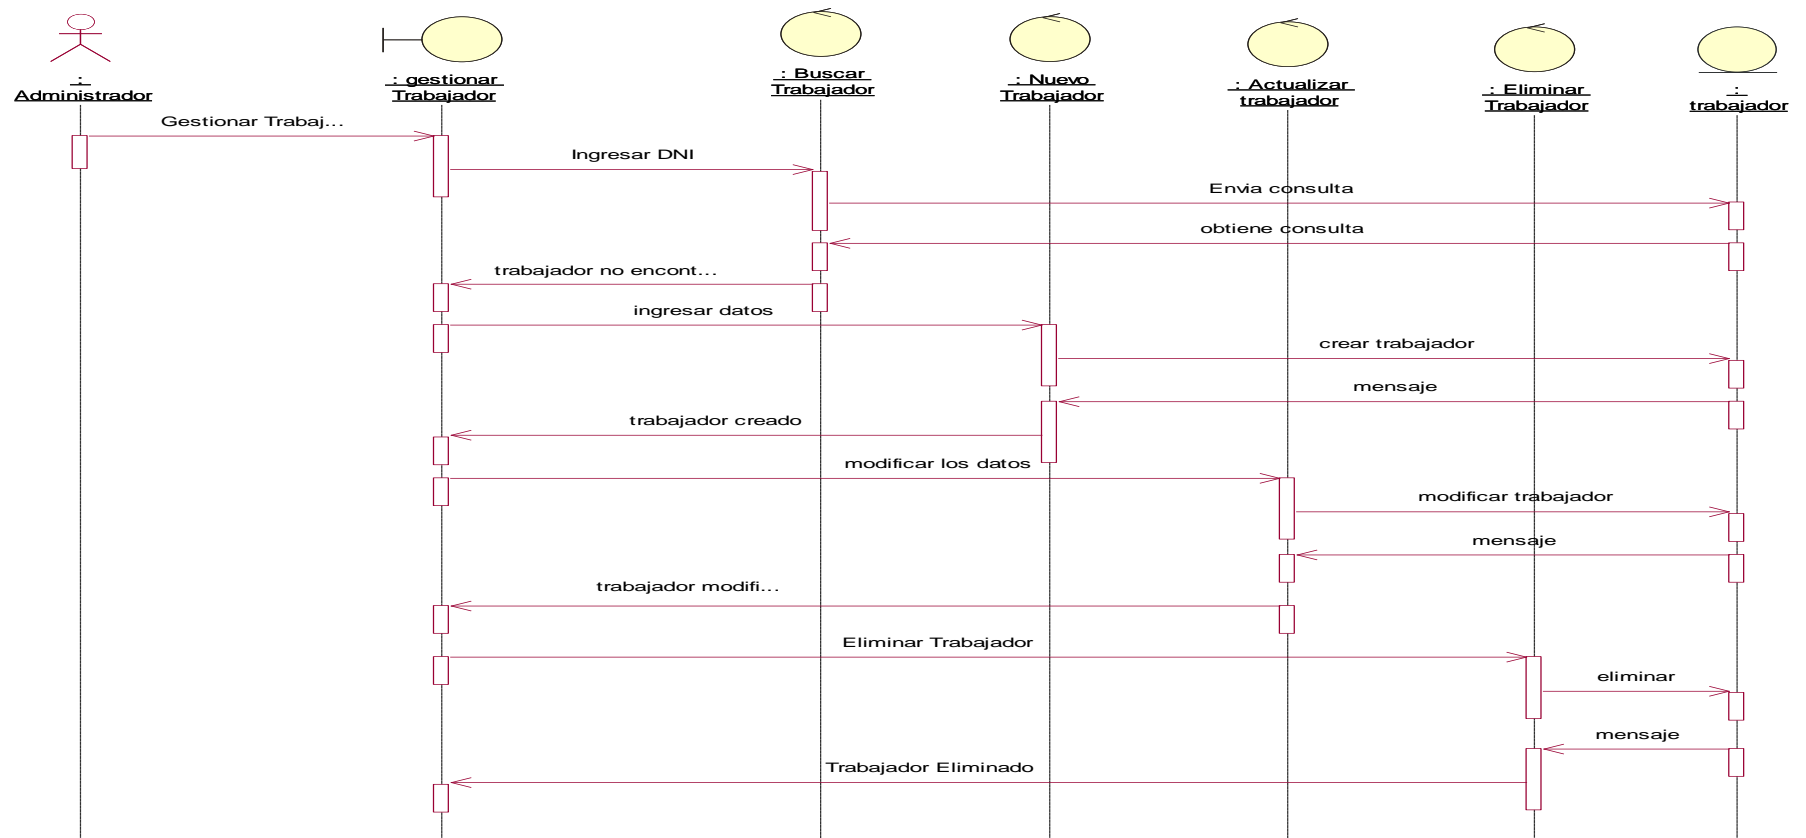 :
Administrador
: gestionar
Trabajador
: Buscar
Trabajador
: Nuevo
Trabajador
: Actualizar
trabajador
: Eliminar
Trabajador
:
trabajador
Gestionar Trabaj...
Ingresar DNI
Envia consulta
obtiene consulta
trabajador no encont...
ingresar datos
crear trabajador
mensaje
trabajador creado
modificar los datos
modificar trabajador
mensaje
trabajador modifi...
Eliminar Trabajador
eliminar
mensaje
Trabajador Eliminado